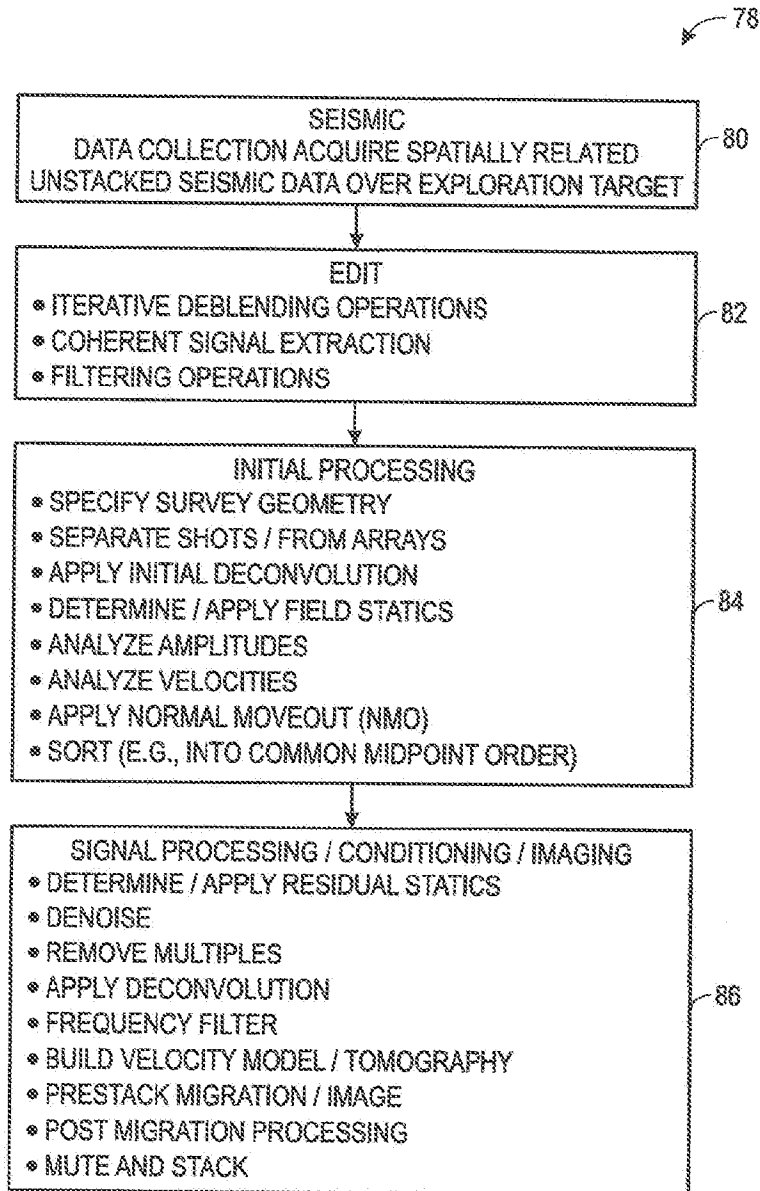 78
SEISMIC
DATA COLLECTION ACQUIRE SPATIALLY RELATED
UNSTACKED SEISMIC DATA OVER EXPLORATION TARGET
80
EDIT
• ITERATIVE DEBLENDING OPERATIONS
• COHERENT SIGNAL EXTRACTION
• FILTERING OPERATIONS
82
INITIAL PROCESSING
• SPECIFY SURVEY GEOMETRY
• SEPARATE SHOTS / FROM ARRAYS
• APPLY INITIAL DECONVOLUTION
• DETERMINE / APPLY FIELD STATICS
• ANALYZE AMPLITUDES
• ANALYZE VELOCITIES
• APPLY NORMAL MOVEOUT (NMO)
• SORT (E.G., INTO COMMON MIDPOINT ORDER)
84
SIGNAL PROCESSING / CONDITIONING / IMAGING
• DETERMINE / APPLY RESIDUAL STATICS
• DENOISE
• REMOVE MULTIPLES
• APPLY DECONVOLUTION
• FREQUENCY FILTER
• BUILD VELOCITY MODEL / TOMOGRAPHY
• PRESTACK MIGRATION / IMAGE
• POST MIGRATION PROCESSING
• MUTE AND STACK
86